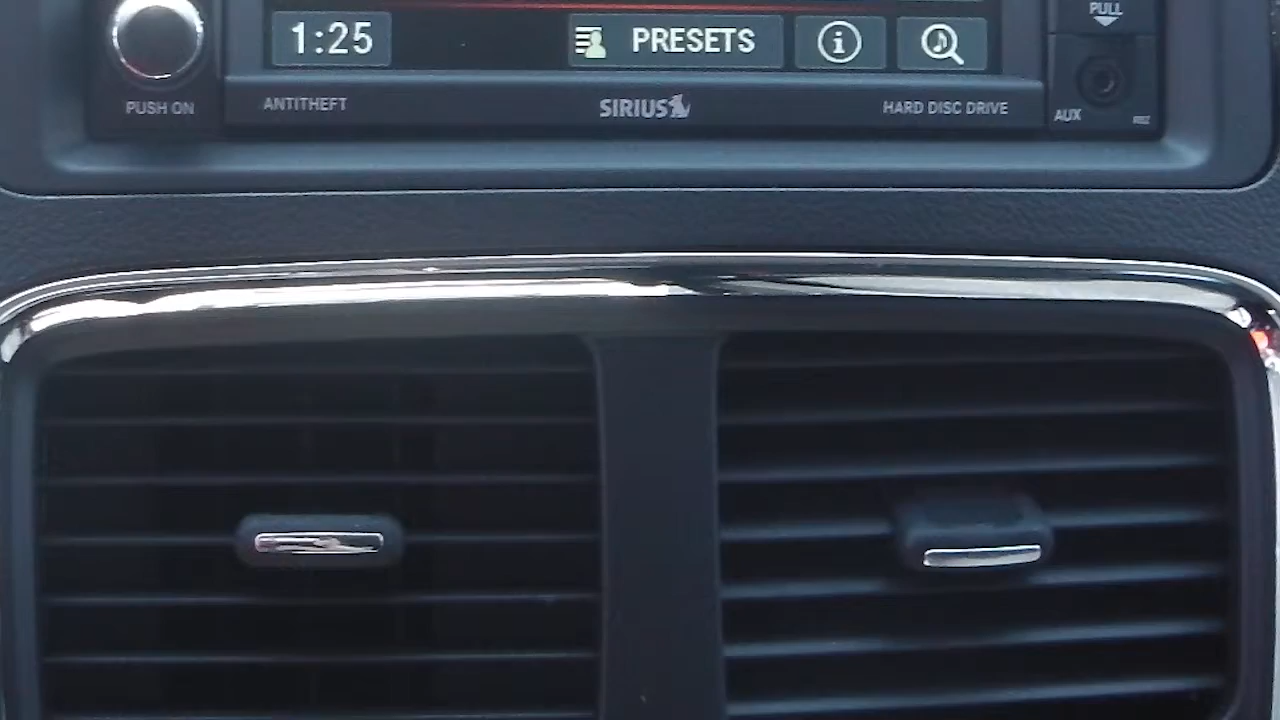 PULL
1:25
PRESETS
PUSH ON
ANTITHEFT
SIRIUS
HARD DISC DRIVE
AUX